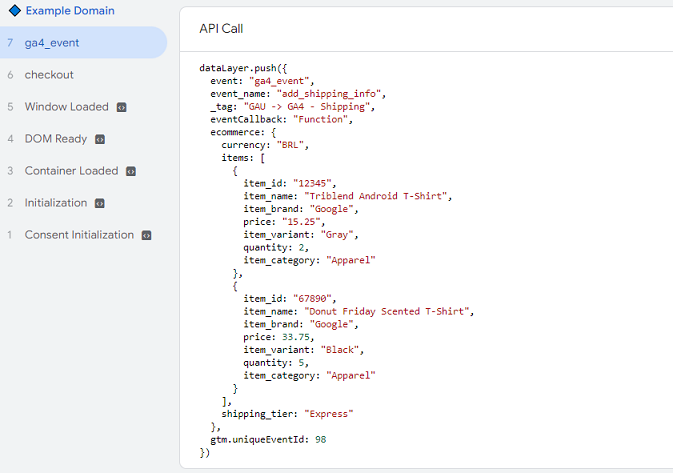 Example Domain
7 ga4_event
6 checkout
5 Window Loaded
4 DOM Ready
3 Container Loaded
2 Initialization
1 Consent Initialization
API Call
dataLayer.push({
  event: "ga4_event",
  event_name: "add_shipping_info",
  _tag: "GAU -> GA4 - Shipping",
  eventCallback: "Function",
  ecommerce: {
    currency: "BRL",
    items: [
      {
        item_id: "12345",
        item_name: "Triblend Android T-Shirt",
        item_brand: "Google",
        price: "15.25",
        item_variant: "Gray",
        quantity: 2,
        item_category: "Apparel"
      },
      {
        item_id: "67890",
        item_name: "Donut Friday Scented T-Shirt",
        item_brand: "Google",
        price: 33.75,
        item_variant: "Black",
        quantity: 5,
        item_category: "Apparel"
      }
    ],
    shipping_tier: "Express"
  },
  gtm.uniqueEventId: 98
})